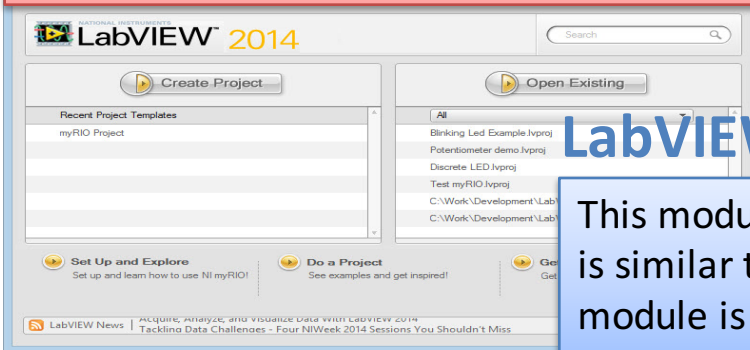 NATIONAL INSTRUMENTS
LabVIEW™ 2014
Search
Create Project
Open Existing
Recent Project Templates
myRIO Project
All
Blinking Led Example.lvproj
Potentiometer demo.lvproj
Discrete LED.lvproj
Test myRIO.lvproj
C:\Work\Development\Lab
C:\Work\Development\Lab
LabVIEW
This modu
is similar t
module is
Set Up and Explore
Set up and learn how to use NI myRIO!
Do a Project
See examples and get inspired!
Ge
Get
LabVIEW News
Acquire, Analyze, and Visualize Data With LabVIEW 2014
Tackling Data Challenges - Four NIWeek 2014 Sessions You Shouldn't Miss